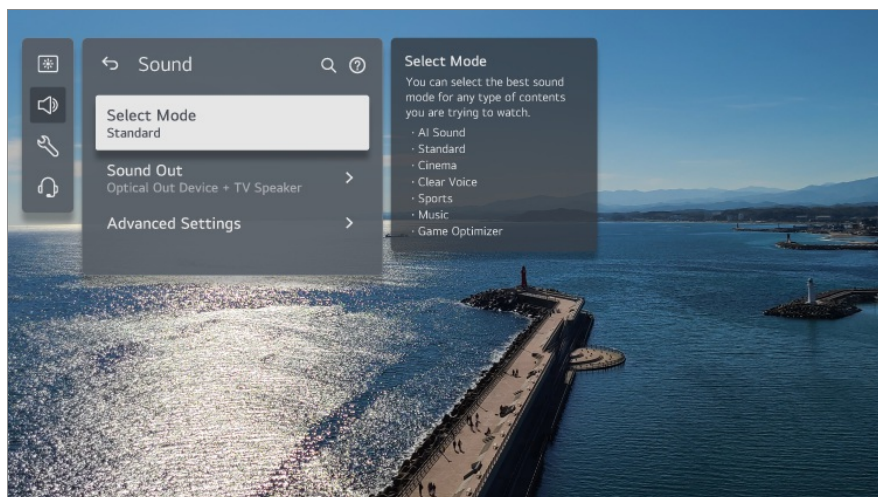 Sound
Select Mode
Standard
Sound Out
Optical Out Device + TV Speaker
Advanced Settings
Select Mode
You can select the best sound
mode for any type of contents
you are trying to watch.
· AI Sound
· Standard
· Cinema
· Clear Voice
· Sports
· Music
· Game Optimizer